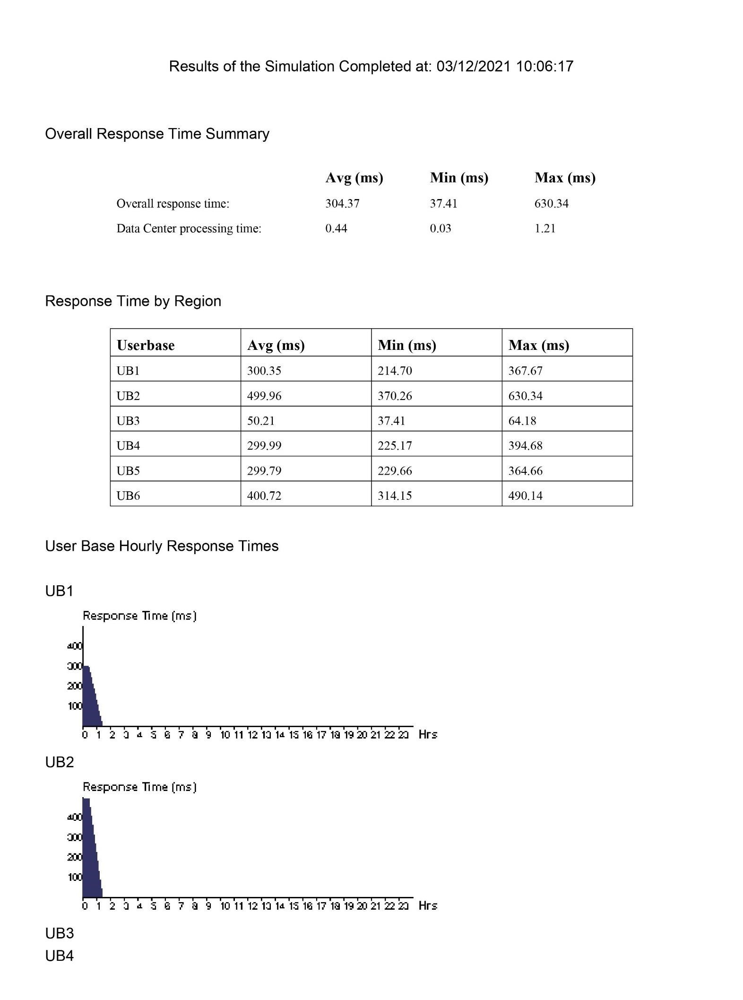 Results of the Simulation Completed at: 03/12/2021 10:06:17
Overall Response Time Summary
Avg (ms) Min (ms) Max (ms)
Overall response time: 304.37 37.41 630.34
Data Center processing time: 0.44 0.03 1.21
Response Time by Region
Userbase Avg (ms) Min (ms) Max (ms)
UB1 300.35 214.70 367.67
UB2 499.96 370.26 630.34
UB3 50.21 37.41 64.18
UB4 299.99 225.17 394.68
UB5 299.79 229.66 364.66
UB6 400.72 314.15 490.14
User Base Hourly Response Times
UB1
Response Time (ms)
400
300
200
100
0 1 2 3 4 5 6 7 8 9 10 11 12 13 14 15 16 17 18 19 20 21 22 23 Hrs
UB2
Response Time (ms)
400
300
200
100
0 1 2 3 4 5 6 7 8 9 10 11 12 13 14 15 16 17 18 19 20 21 22 23 Hrs
UB3
UB4